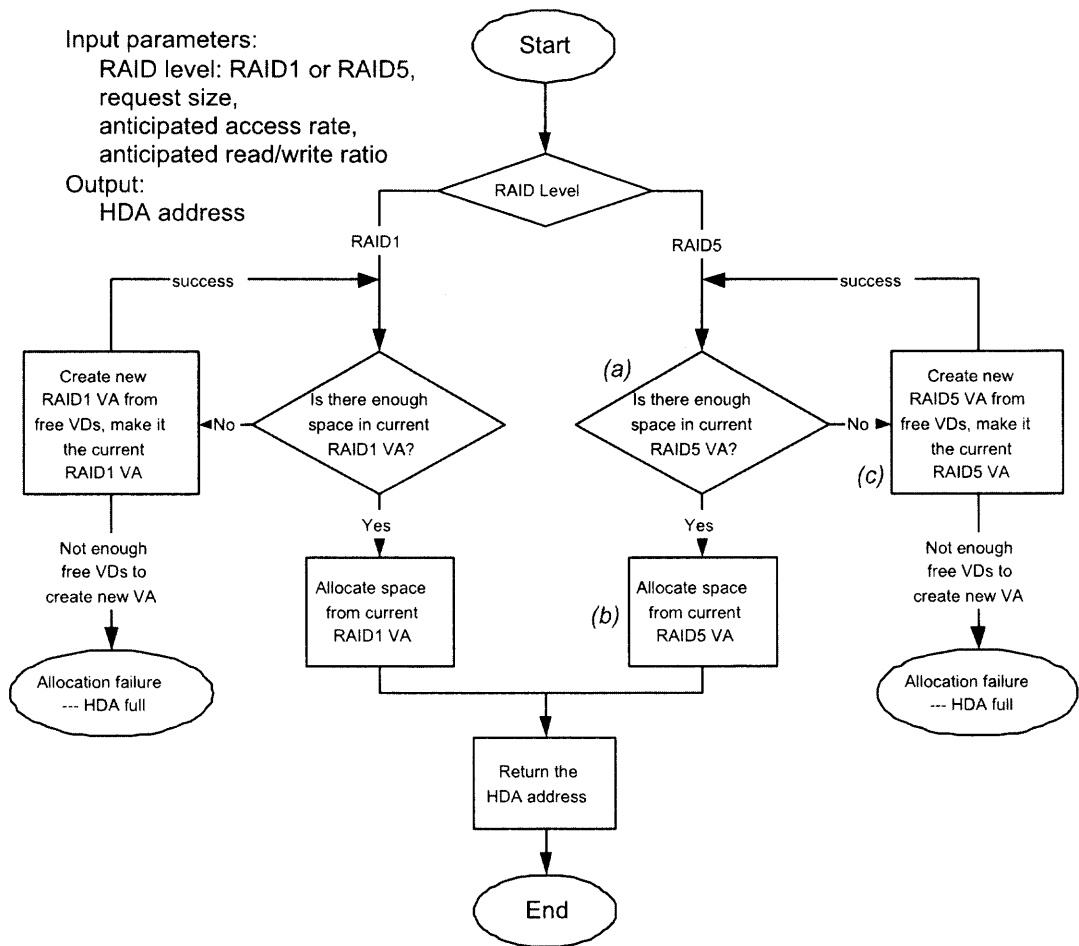 Start
Input parameters:
RAID level: RAID1 or RAID5,
request size,
anticipated access rate,
anticipated read/write ratio
Output:
HDA address
RAID Level
RAID1
RAID5
success
success
Create new
RAID1 VA from
free VDs, make it
the current
RAID1 VA
No
Is there enough
space in current
RAID1 VA?
(a)
Is there enough
space in current
RAID5 VA?
No
Create new
RAID5 VA from
free VDs, make it
the current
RAID5 VA
(c)
Not enough
free VDs to
create new VA
Yes
Yes
Not enough
free VDs to
create new VA
Allocate space
from current
RAID1 VA
(b)
Allocate space
from current
RAID5 VA
Allocation failure
--- HDA full
Allocation failure
--- HDA full
Return the
HDA address
End